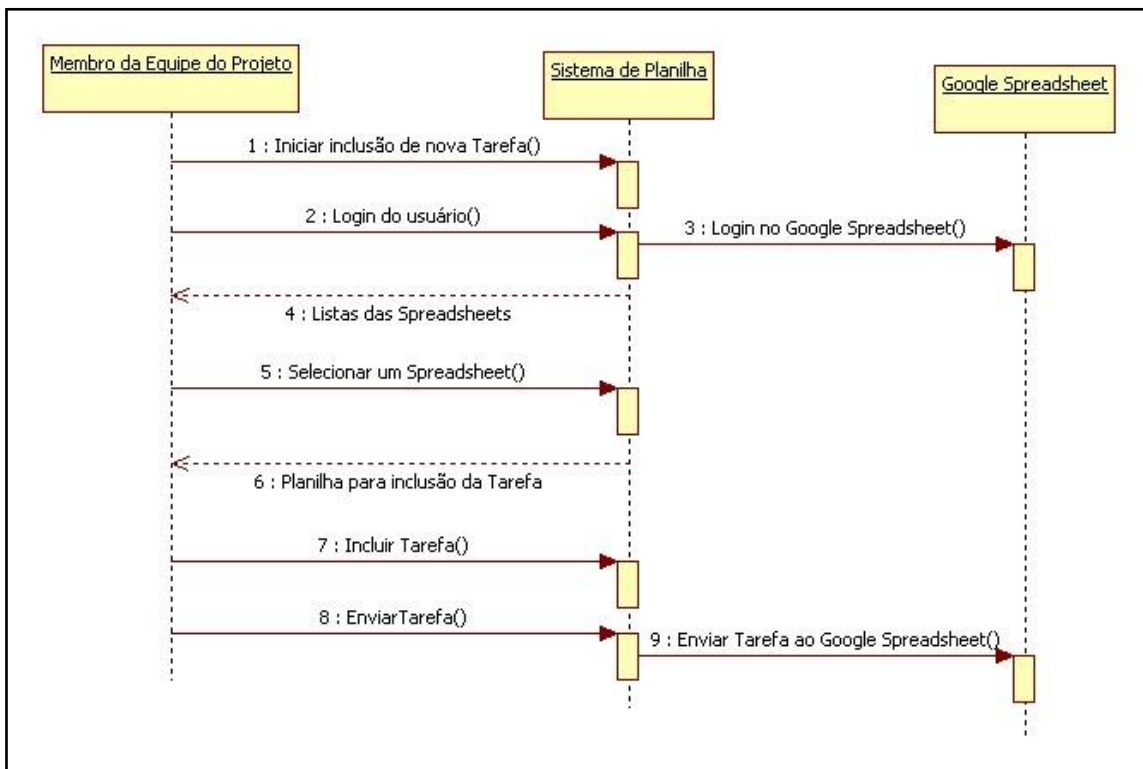 Membro da Equipe do Projeto
Sistema de Planilha
Google Spreadsheet
1 : Iniciar inclusão de nova Tarefa()
2 : Login do usuário()
3 : Login no Google Spreadsheet()
4 : Listas das Spreadsheets
5 : Selecionar um Spreadsheet()
6 : Planilha para inclusão da Tarefa
7 : Incluir Tarefa()
8 : EnviarTarefa()
9 : Enviar Tarefa ao Google Spreadsheet()